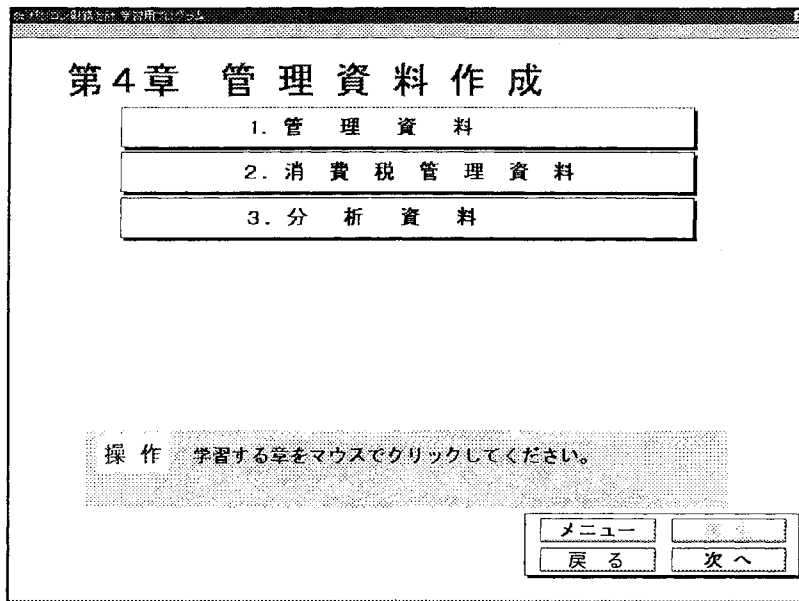 第4章 管理資料作成
1. 管理資料
2. 消費税管理資料
3. 分析資料
操作 学習する章をマウスでクリックしてください。
メニュー
戻る 次へ